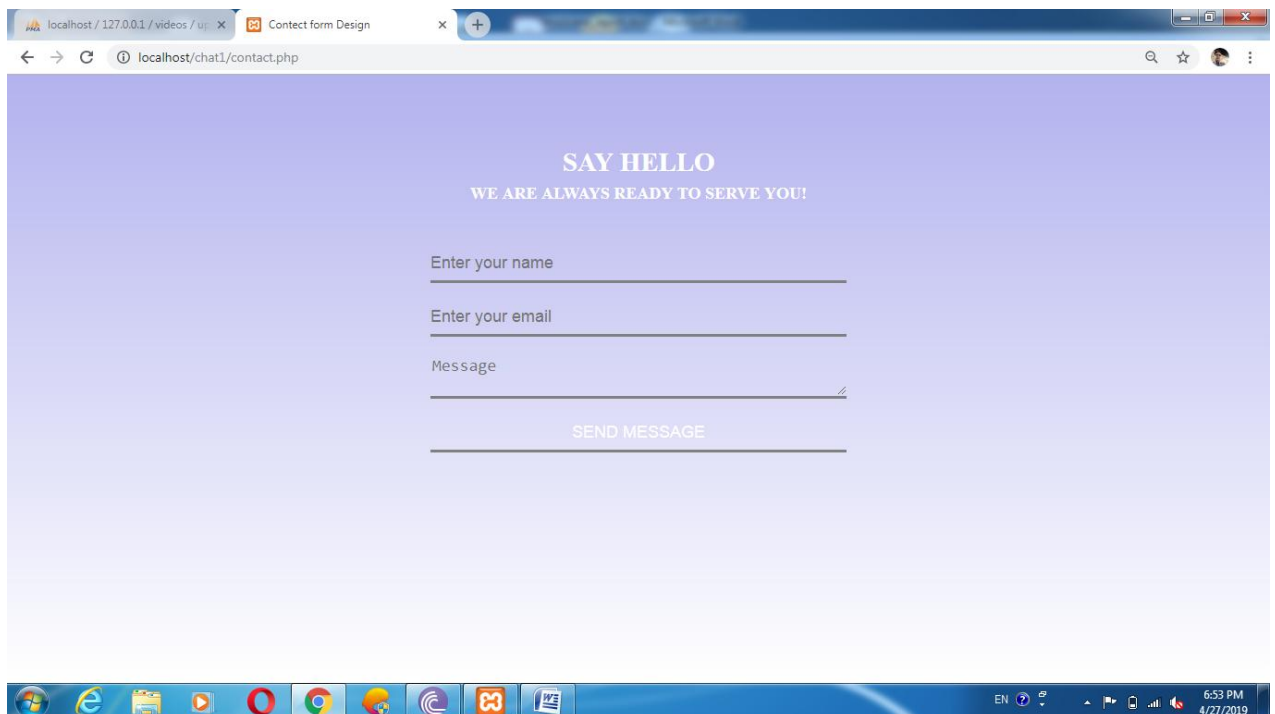 localhost / 127.0.0.1 / videos / up
Contect form Design
localhost/chat1/contact.php
SAY HELLO
WE ARE ALWAYS READY TO SERVE YOU!
Enter your name
Enter your email
Message
SEND MESSAGE
EN
6:53 PM
4/27/2019